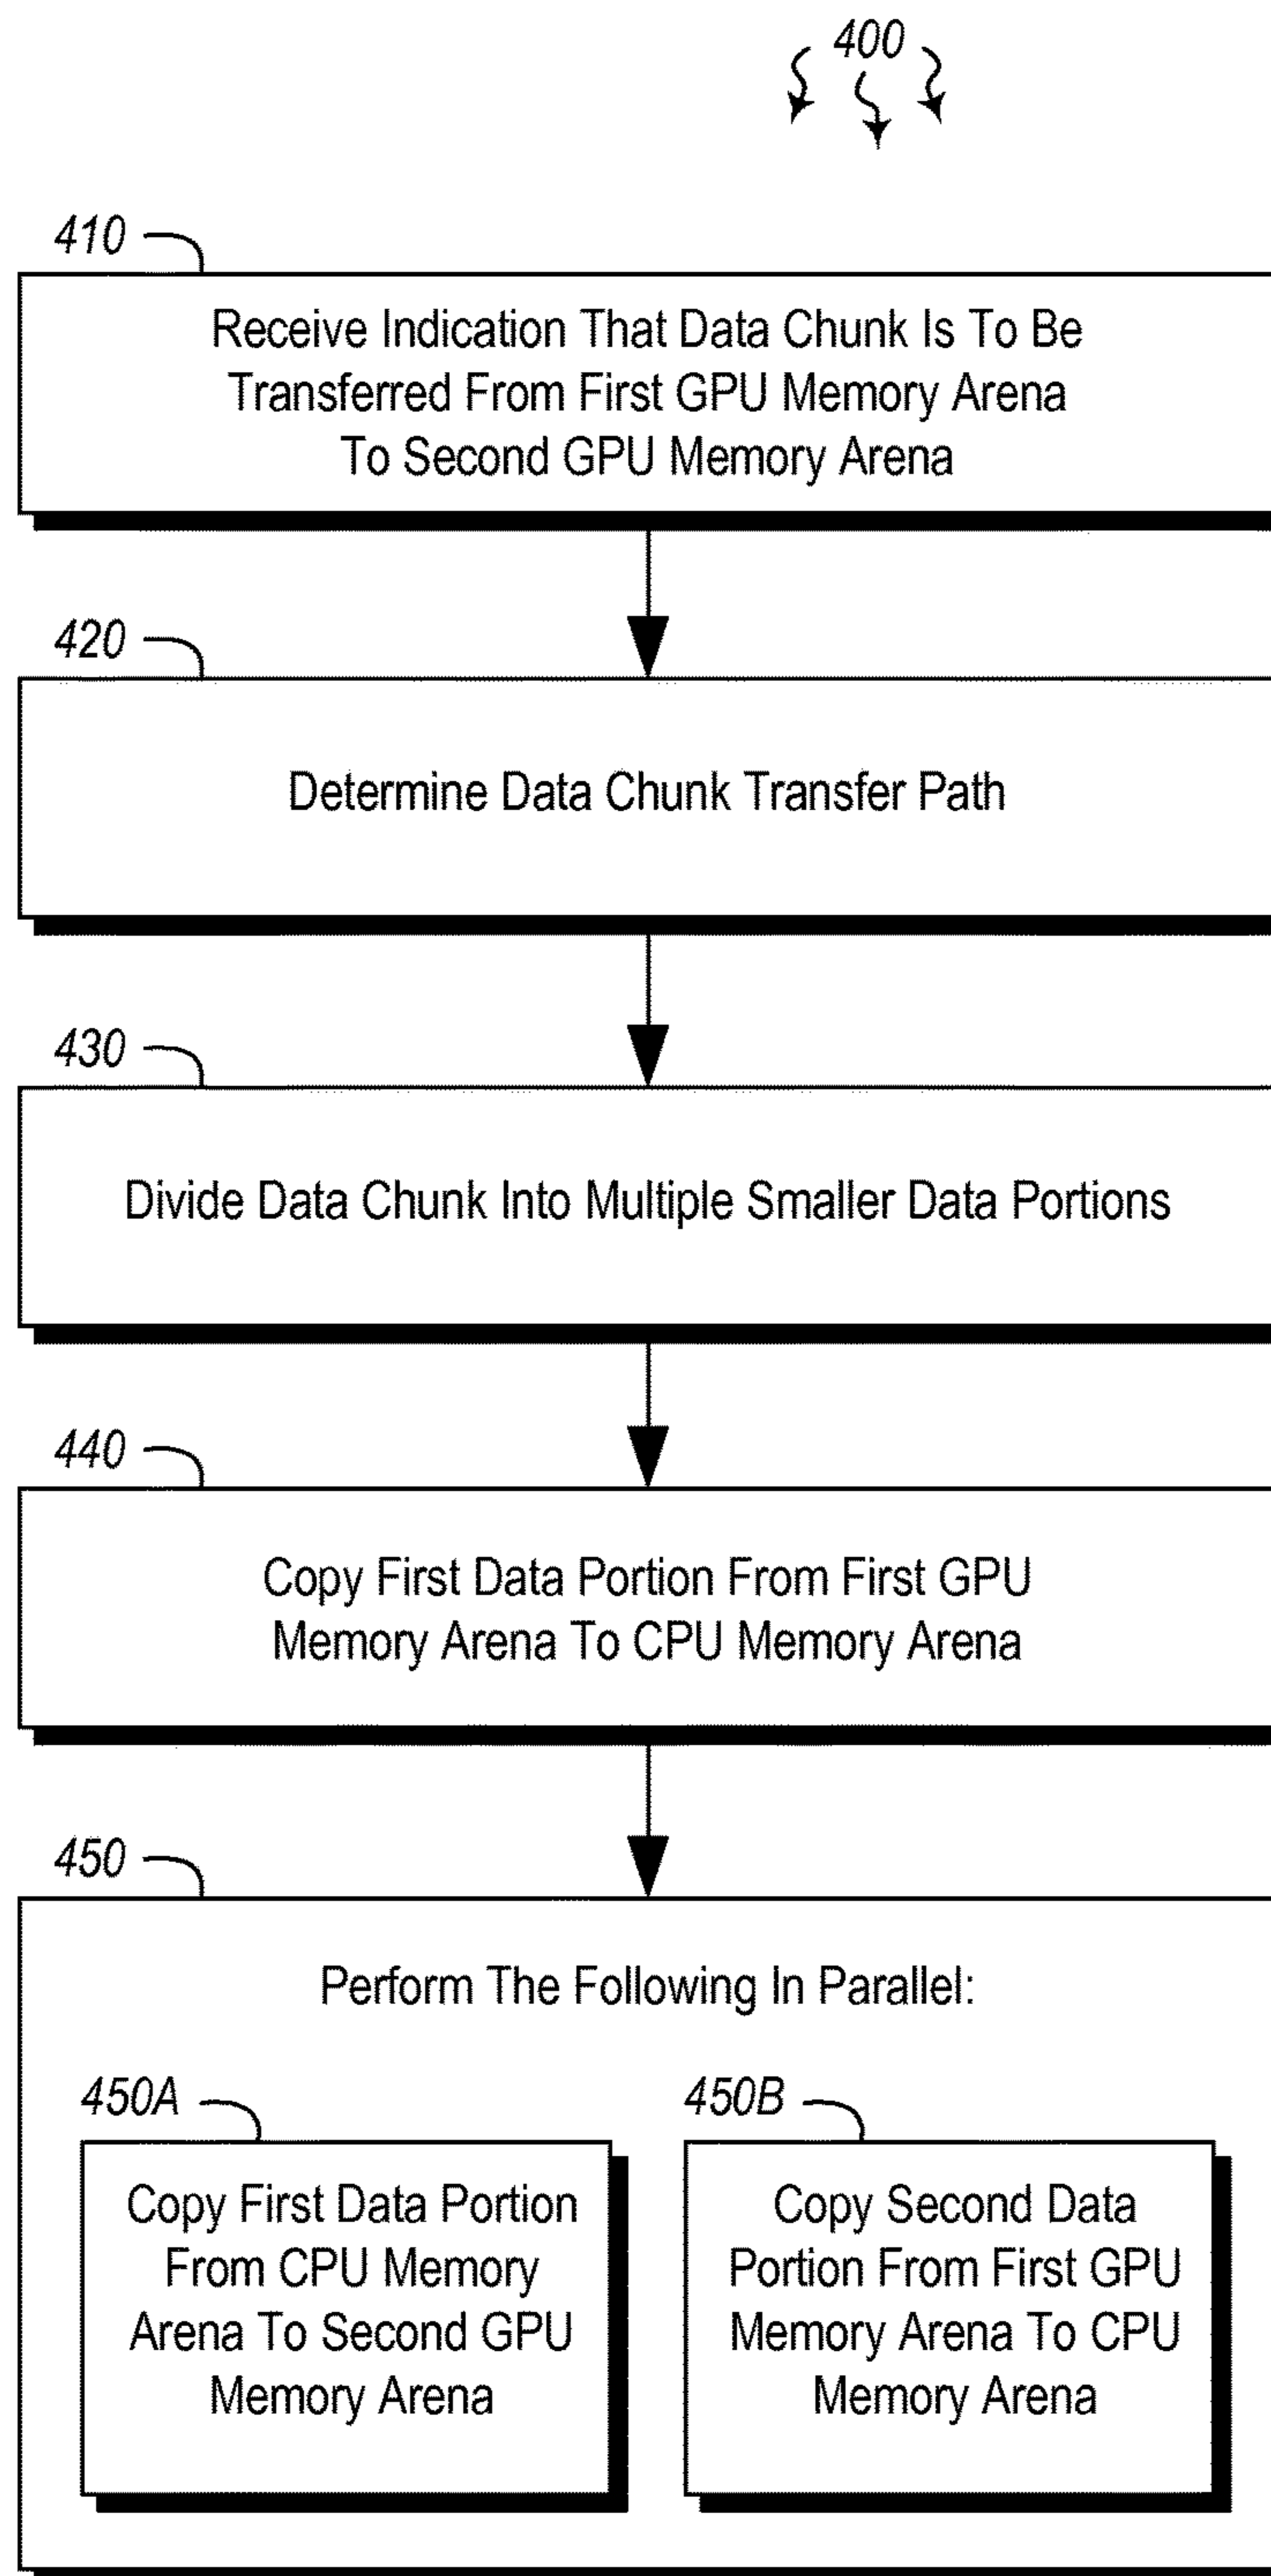 400
410
Receive Indication That Data Chunk Is To Be
Transferred From First GPU Memory Arena
To Second GPU Memory Arena
420
Determine Data Chunk Transfer Path
430
Divide Data Chunk Into Multiple Smaller Data Portions
440
Copy First Data Portion From First GPU
Memory Arena To CPU Memory Arena
450
Perform The Following In Parallel:
450A
Copy First Data Portion
From CPU Memory
Arena To Second GPU
Memory Arena
450B
Copy Second Data
Portion From First GPU
Memory Arena To CPU
Memory Arena